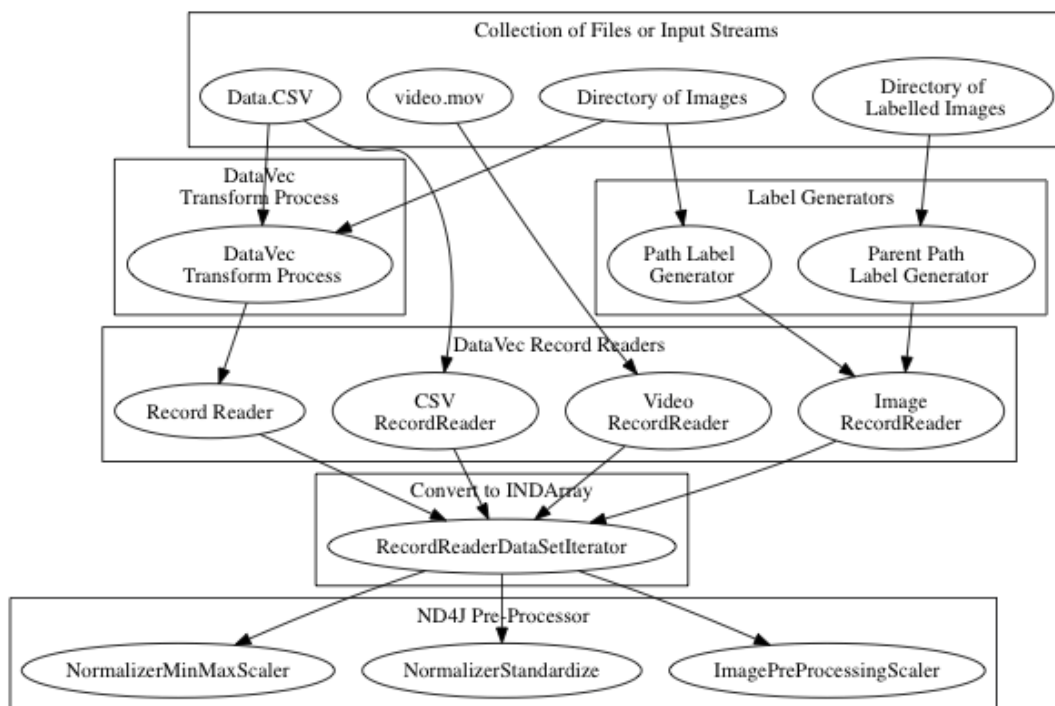 Collection of Files or Input Streams
Data.CSV
video.mov
Directory of Images
Directory of
Labelled Images
DataVec
Transform Process
Label Generators
DataVec
Transform Process
Path Label
Generator
Parent Path
Label Generator
DataVec Record Readers
Record Reader
CSV
RecordReader
Video
RecordReader
Image
RecordReader
Convert to INDArray
RecordReaderDataSetIterator
ND4J Pre-Processor
NormalizerMinMaxScaler
NormalizerStandardize
ImagePreProcessingScaler